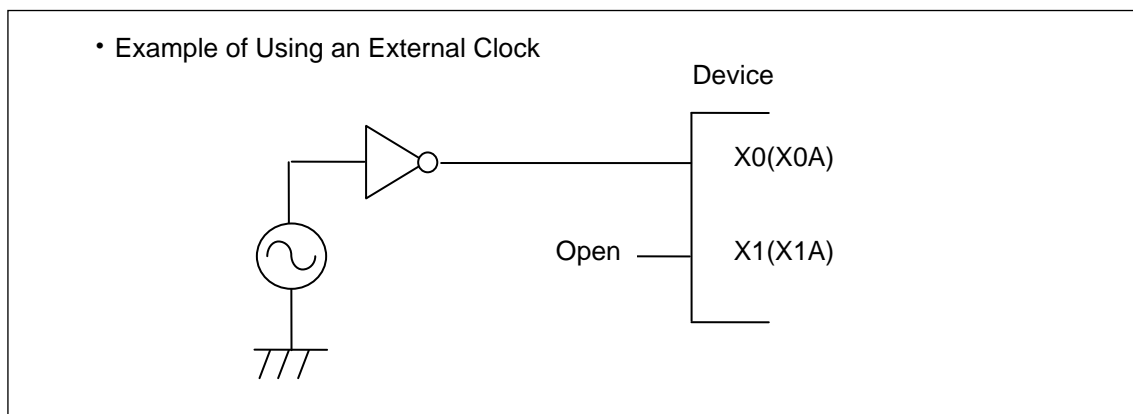 • Example of Using an External Clock
Device
X0(X0A)
Open
X1(X1A)